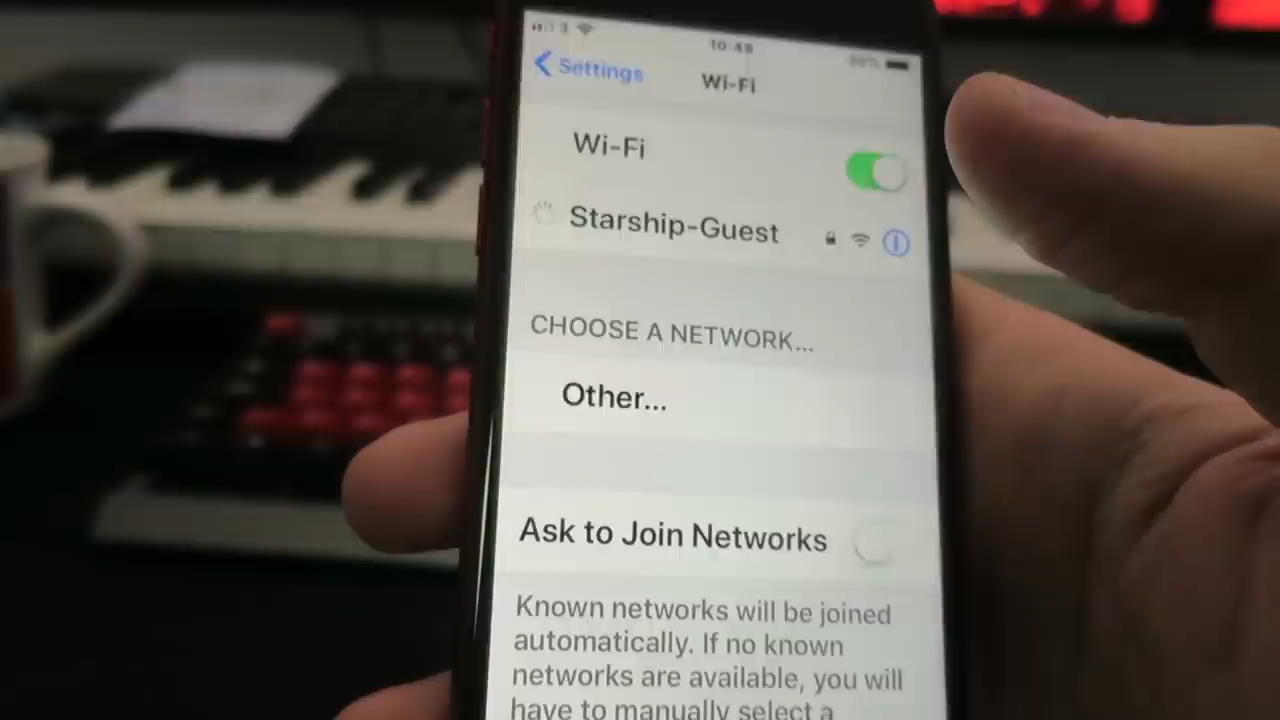 10:49
Settings
Wi-Fi
Wi-Fi
Starship-Guest
CHOOSE A NETWORK...
Other...
Ask to Join Networks
Known networks will be joined
automatically. If no known
networks are available, you will
have to manually select a